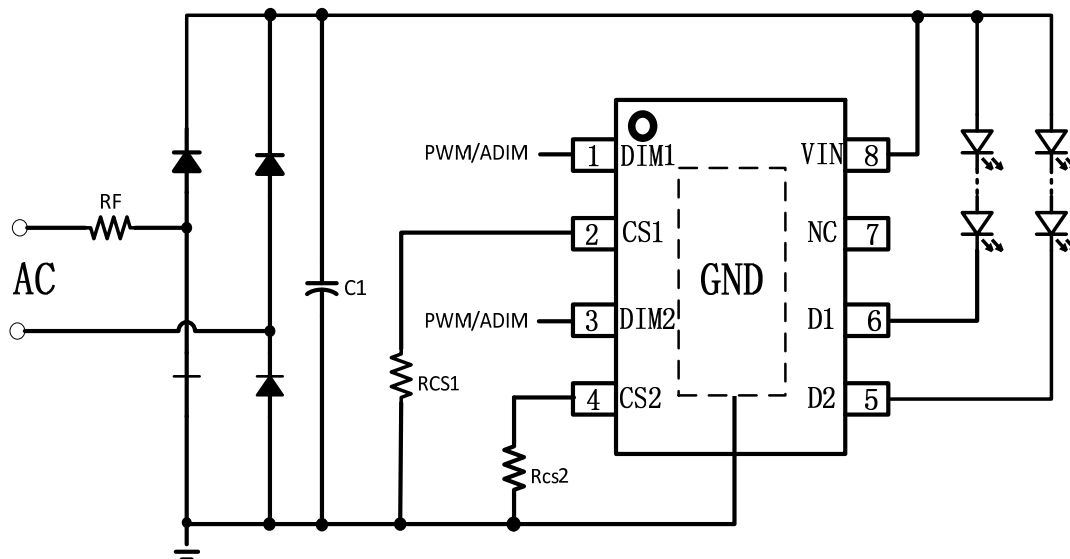 RF
AC
C1
PWM/ADIM
PWM/ADIM
RCS1
Rcs2
1 DIM1
2 CS1
3 DIM2
4 CS2
GND
VIN 8
NC 7
D1 6
D2 5